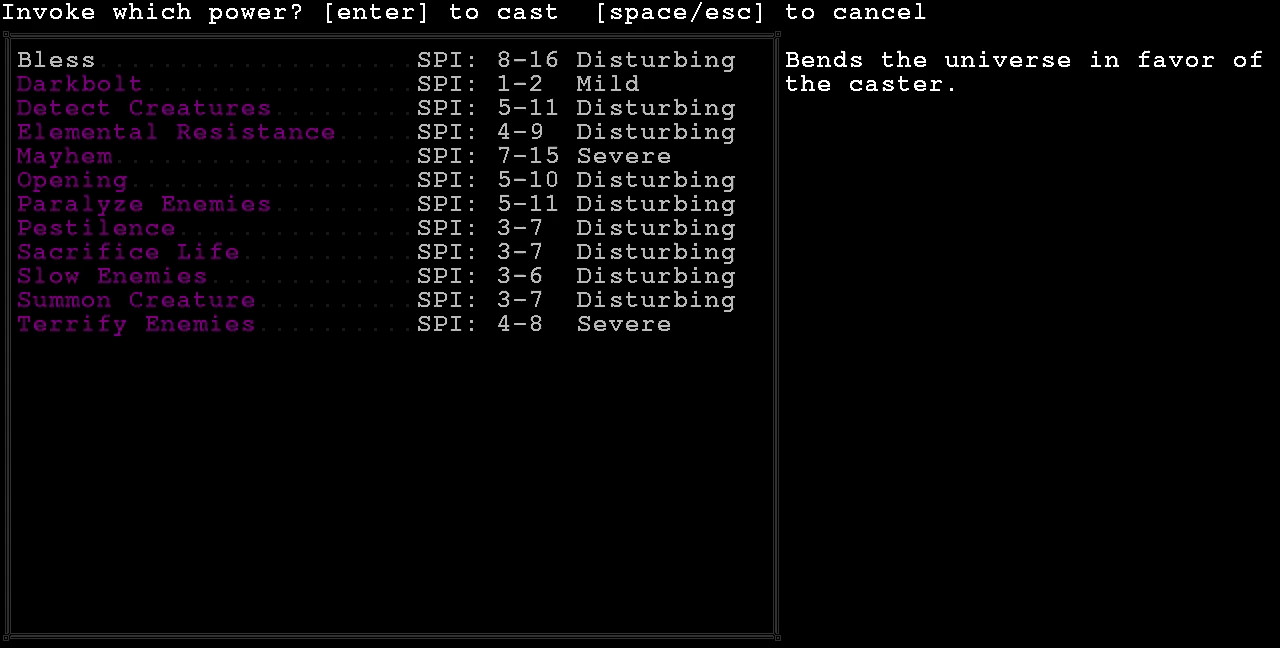 Invoke which power? [enter] to cast  [space/esc] to cancel
Bless....................SPI: 8-16 Disturbing
Darkbolt.................SPI: 1-2  Mild
Detect Creatures.........SPI: 5-11 Disturbing
Elemental Resistance.....SPI: 4-9  Disturbing
Mayhem...................SPI: 7-15 Severe
Opening..................SPI: 5-10 Disturbing
Paralyze Enemies.........SPI: 5-11 Disturbing
Pestilence...............SPI: 3-7  Disturbing
Sacrifice Life...........SPI: 3-7  Disturbing
Slow Enemies.............SPI: 3-6  Disturbing
Summon Creature..........SPI: 3-7  Disturbing
Terrify Enemies..........SPI: 4-8  Severe
Bends the universe in favor of
the caster.